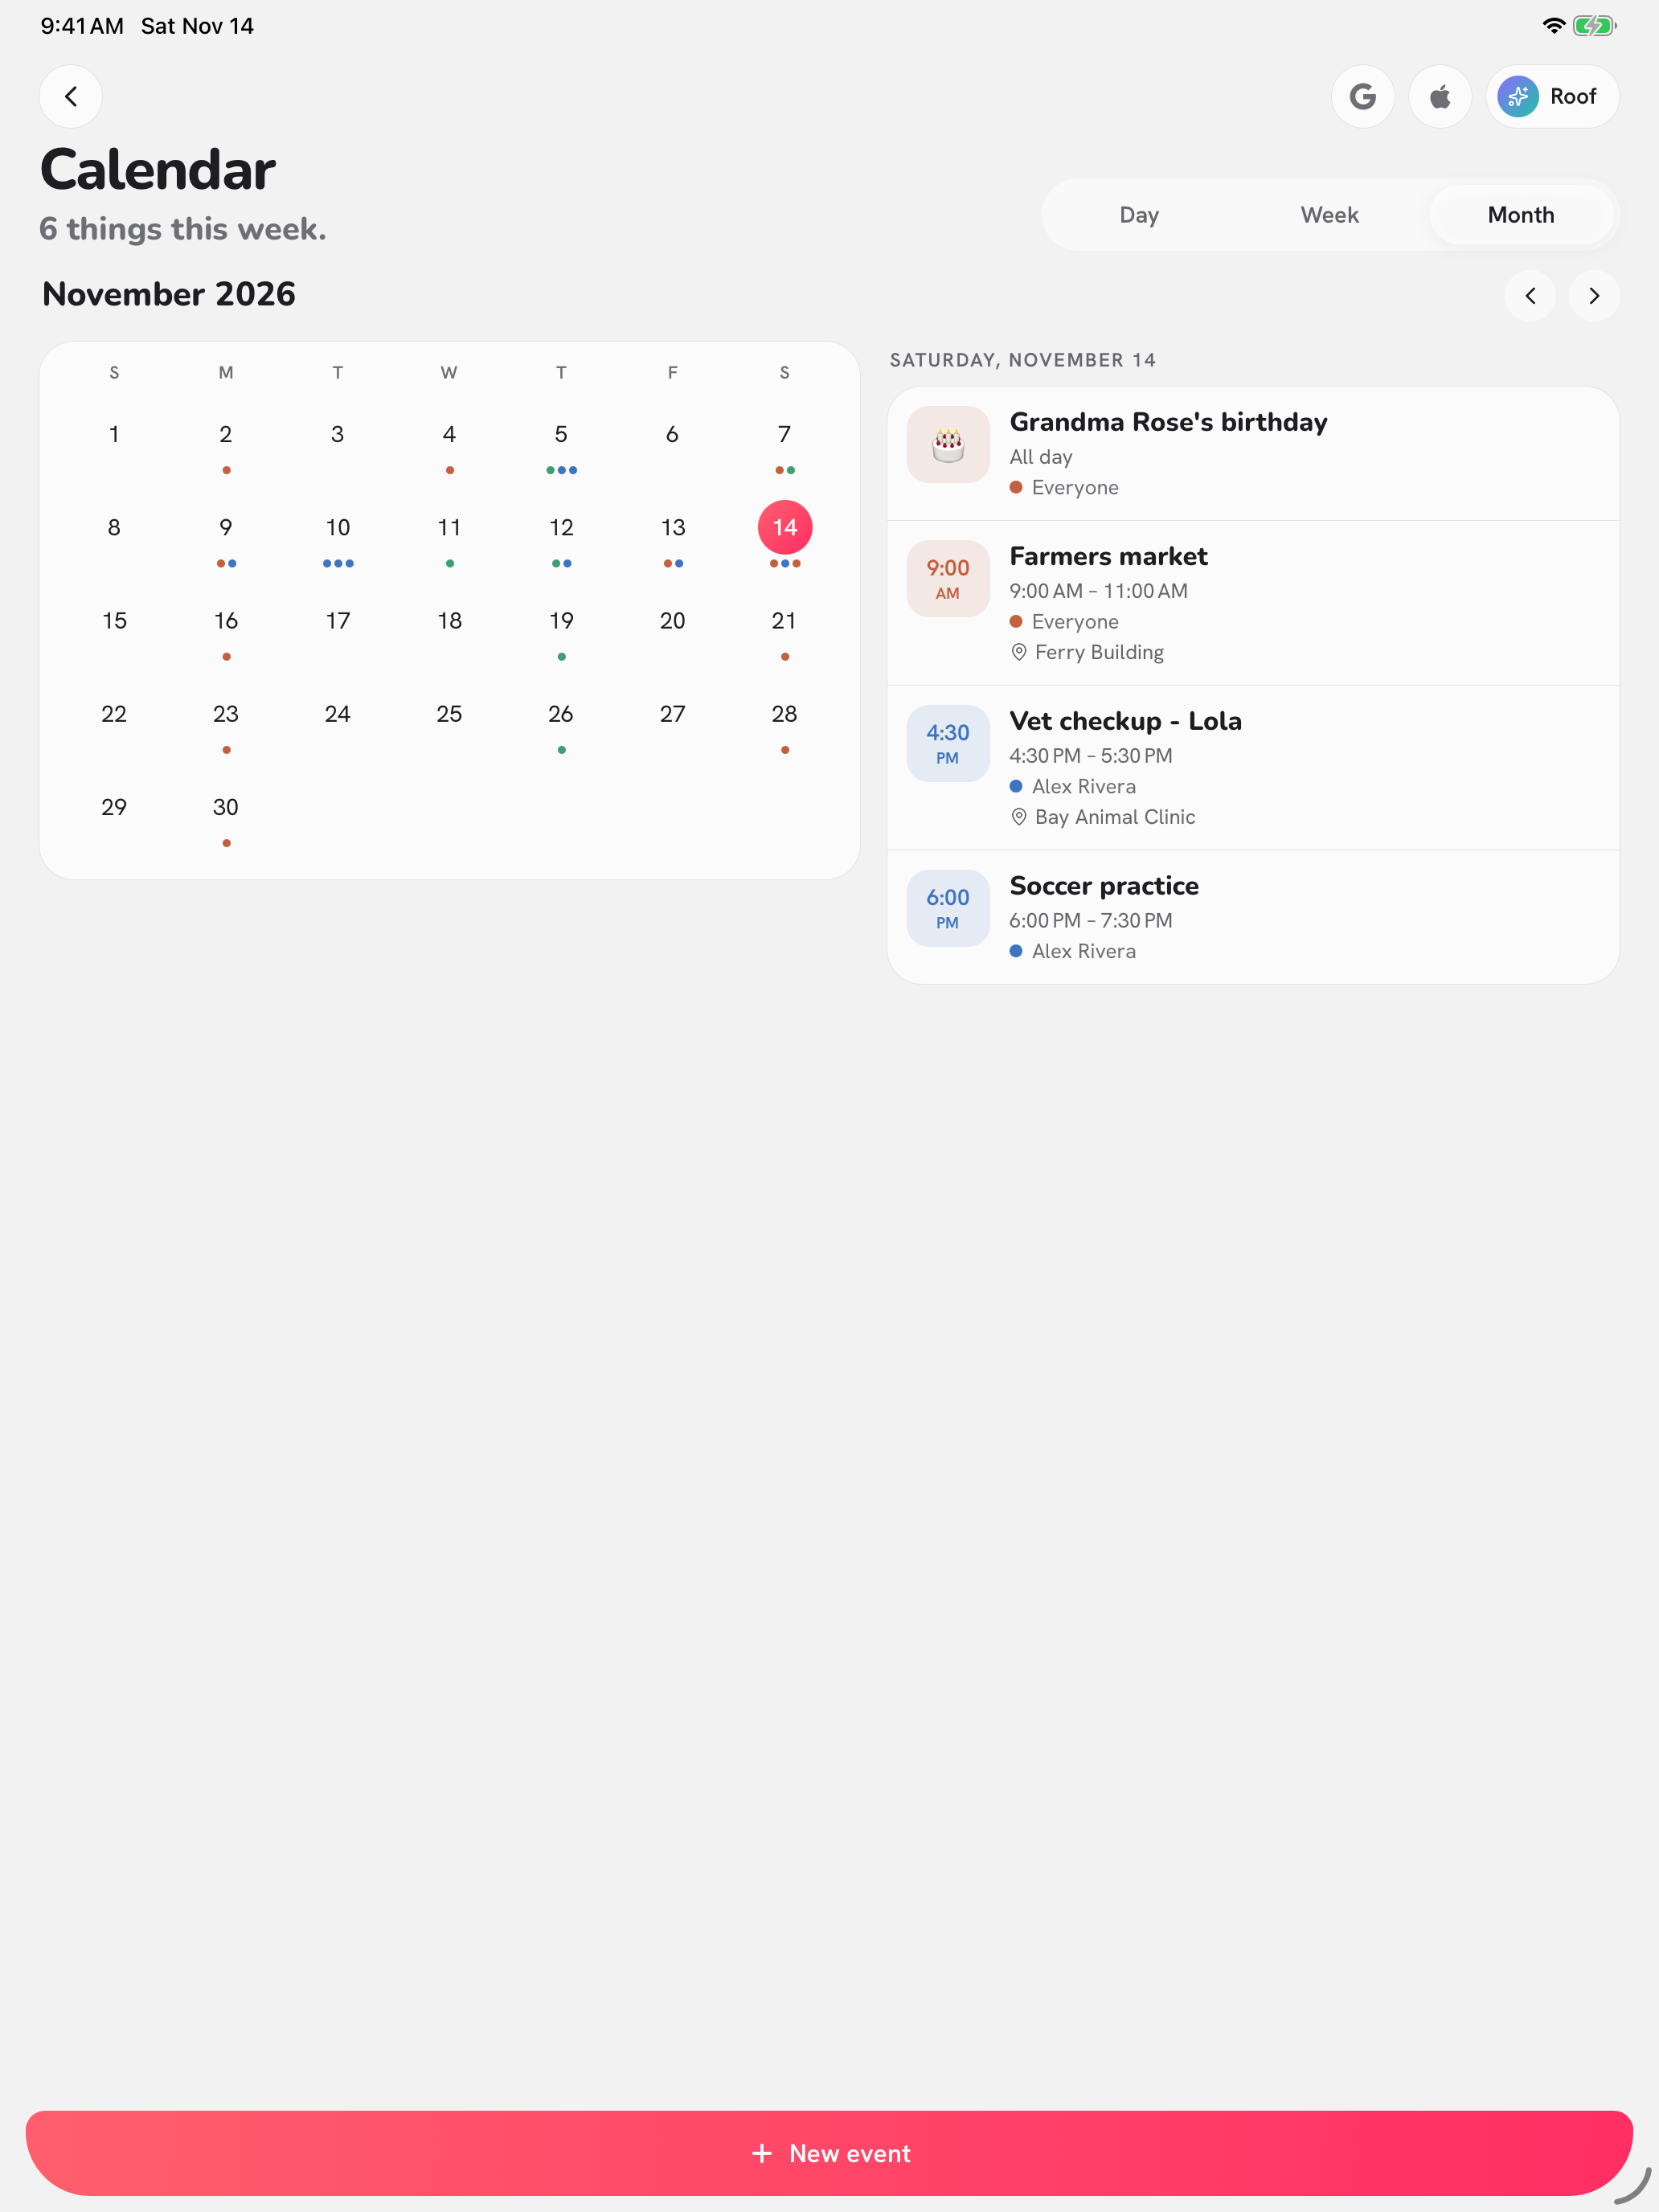 9:41 AM Sat Nov 14
Roof
Calendar
6 things this week.
Day Week Month
November 2026
S M T W T F S
1 2 3 4 5 6 7
8 9 10 11 12 13 14
15 16 17 18 19 20 21
22 23 24 25 26 27 28
29 30
SATURDAY, NOVEMBER 14
Grandma Rose's birthday
All day
Everyone
9:00 AM
Farmers market
9:00 AM – 11:00 AM
Everyone
Ferry Building
4:30 PM
Vet checkup - Lola
4:30 PM – 5:30 PM
Alex Rivera
Bay Animal Clinic
6:00 PM
Soccer practice
6:00 PM – 7:30 PM
Alex Rivera
+ New event